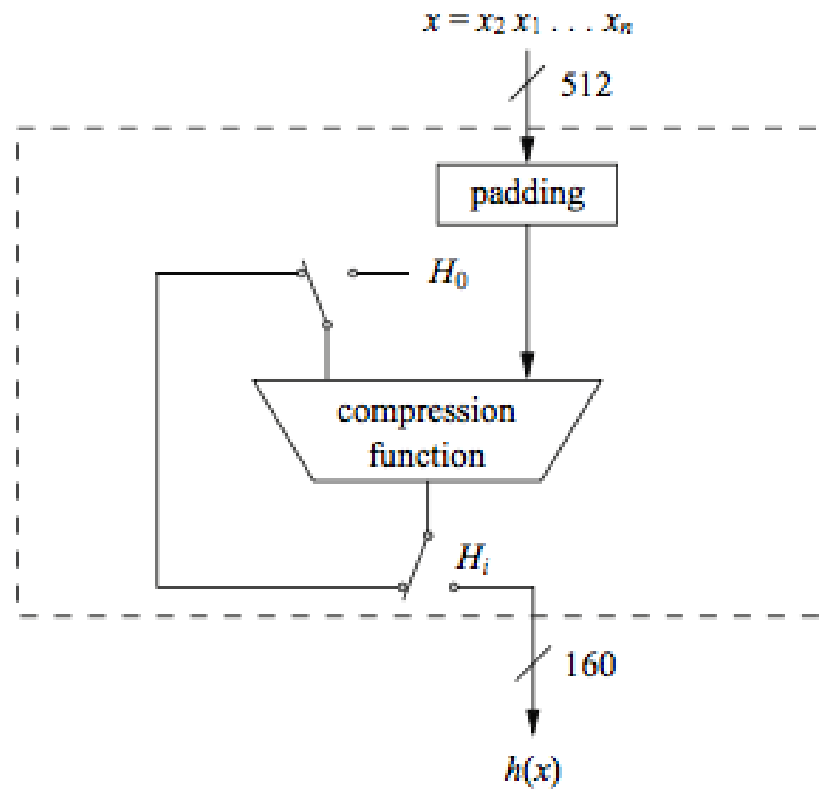 x = x₂ x₁ . . . xₙ
512
padding
H₀
compression
function
Hᵢ
160
h(x)